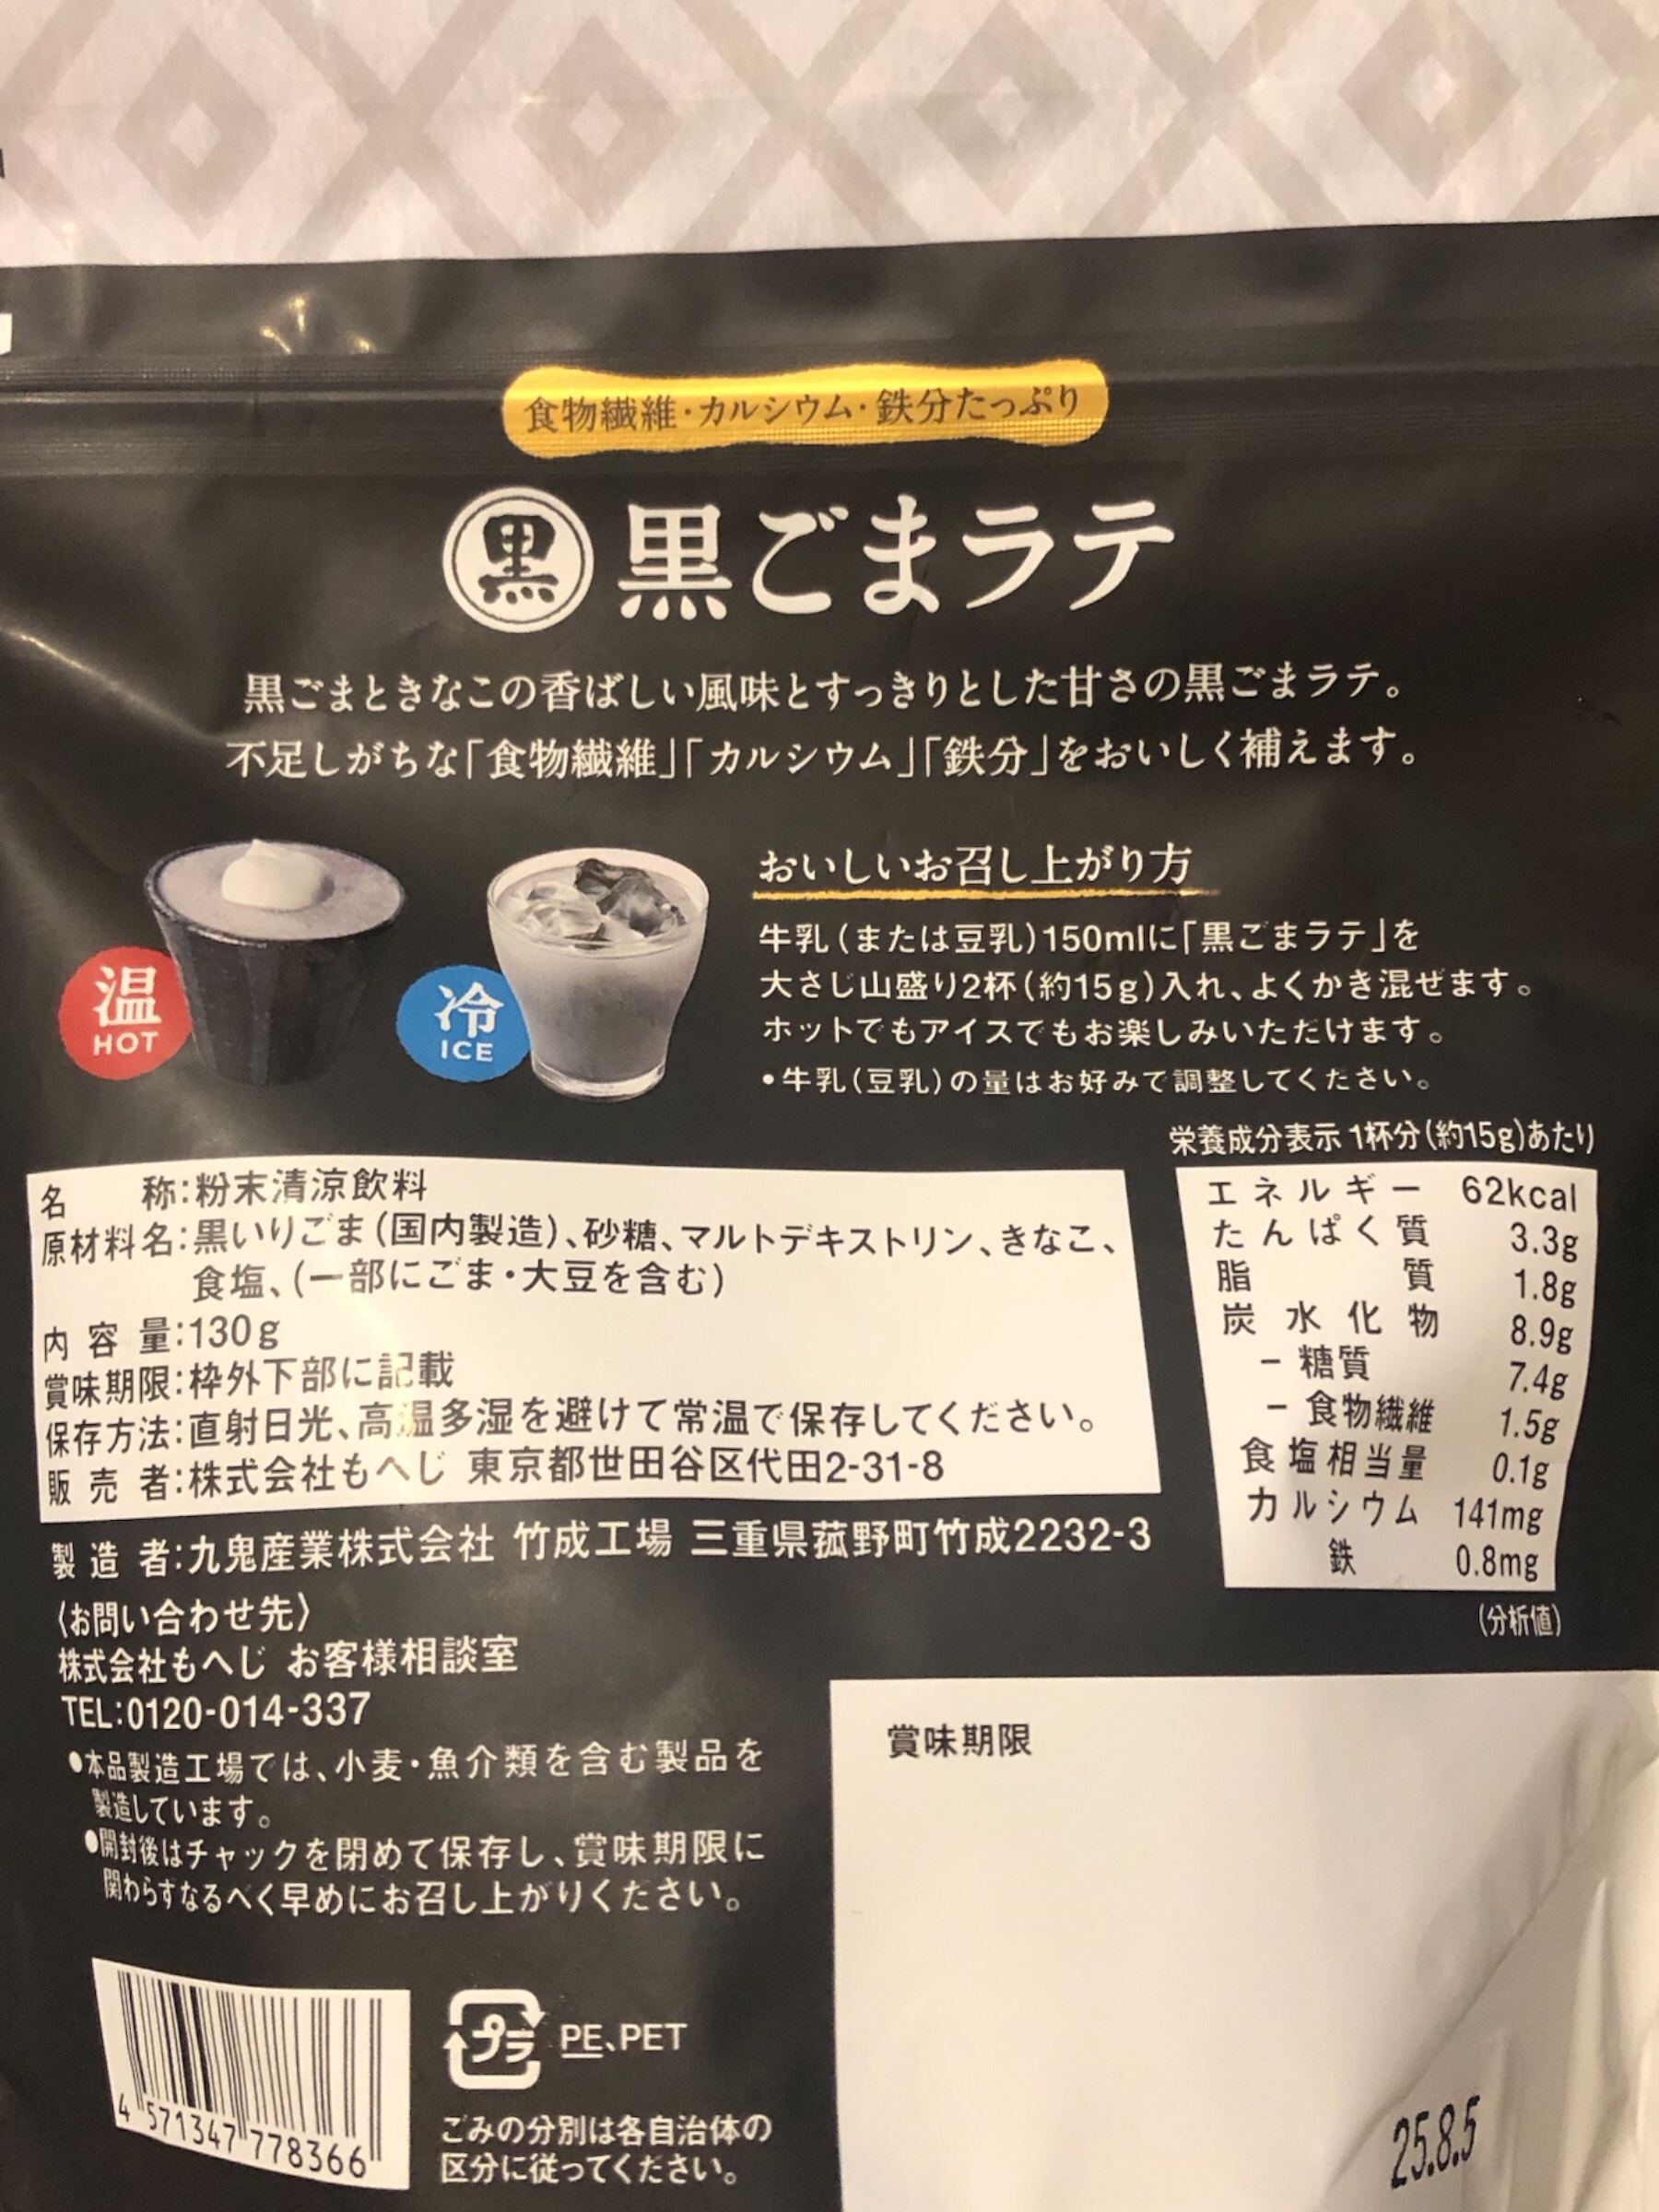 食物繊維・カルシウム・鉄分たっぷり
黒 黒ごまラテ
黒ごまときなこの香ばしい風味とすっきりとした甘さの黒ごまラテ。
不足しがちな「食物繊維」「カルシウム」「鉄分」をおいしく補えます。
温
HOT
冷
ICE
おいしいお召し上がり方
牛乳(または豆乳)150mlに「黒ごまラテ」を
大さじ山盛り2杯(約15g)入れ、よくかき混ぜます。
ホットでもアイスでもお楽しみいただけます。
•牛乳(豆乳)の量はお好みで調整してください。
名 称:粉末清涼飲料
原材料名:黒いりごま(国内製造)、砂糖、マルトデキストリン、きなこ、
食塩、(一部にごま・大豆を含む)
内容量:130g
賞味期限:枠外下部に記載
保存方法:直射日光、高温多湿を避けて常温で保存してください。
販売者:株式会社もへじ 東京都世田谷区代田2-31-8
製造者:九鬼産業株式会社 竹成工場 三重県菰野町竹成2232-3
〈お問い合わせ先〉
株式会社もへじ お客様相談室
TEL:0120-014-337
●本品製造工場では、小麦・魚介類を含む製品を
製造しています。
●開封後はチャックを閉めて保存し、賞味期限に
関わらずなるべく早めにお召し上がりください。
栄養成分表示 1杯分(約15g)あたり
エネルギー 62kcal
たんぱく質 3.3g
脂質 1.8g
炭水化物 8.9g
－糖質 7.4g
－食物繊維 1.5g
食塩相当量 0.1g
カルシウム 141mg
鉄 0.8mg
(分析値)
賞味期限
25.8.5
4 571347 778366
プラ PE、PET
ごみの分別は各自治体の
区分に従ってください。